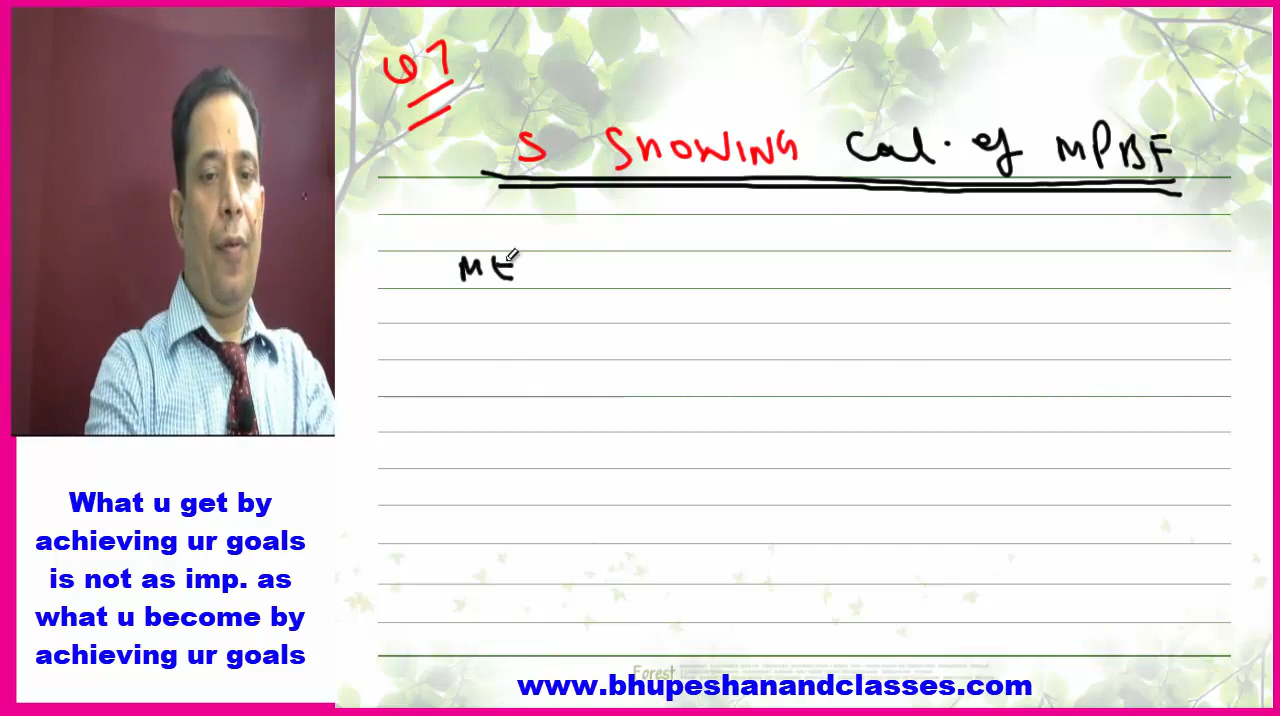 Q7
S SHOWING Cal. of MPBF
ME
What u get by
achieving ur goals
is not as imp. as
what u become by
achieving ur goals
Forest
www.bhupeshanandclasses.com